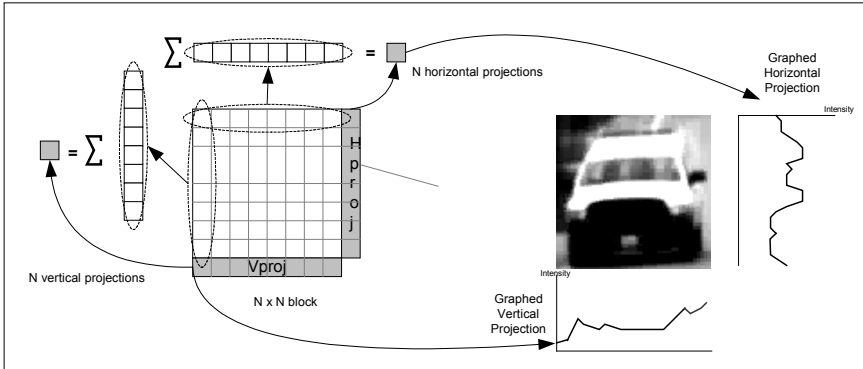 ∑
=
N horizontal projections
Graphed
Horizontal
Projection
Intensity
= ∑
H
p
r
o
j
N vertical projections
Vproj
N x N block
Intensity
Graphed
Vertical
Projection